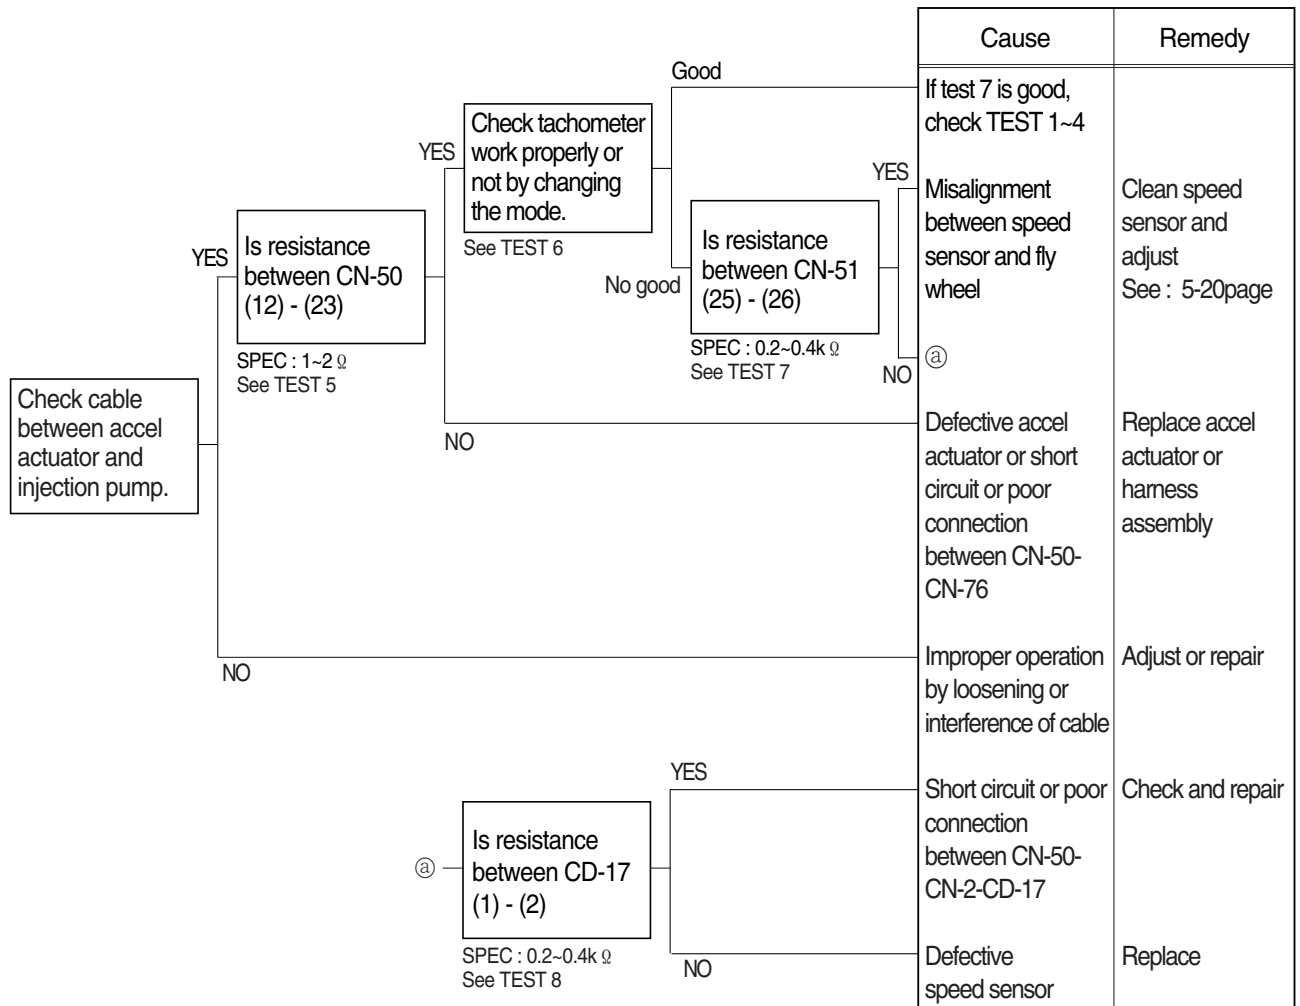 Cause
Remedy
Good
If test 7 is good,
check TEST 1~4
Check tachometer
work properly or
not by changing
the mode.
YES
See TEST 6
No good
YES
Is resistance
between CN-51
(25) - (26)
SPEC : 0.2~0.4k Ω
See TEST 7
Misalignment
between speed
sensor and fly
wheel
Clean speed
sensor and
adjust
See : 5-20page
NO
ⓐ
YES
Is resistance
between CN-50
(12) - (23)
SPEC : 1~2 Ω
See TEST 5
NO
Defective accel
actuator or short
circuit or poor
connection
between CN-50-
CN-76
Replace accel
actuator or
harness
assembly
Check cable
between accel
actuator and
injection pump.
NO
Improper operation
by loosening or
interference of cable
Adjust or repair
ⓐ
Is resistance
between CD-17
(1) - (2)
SPEC : 0.2~0.4k Ω
See TEST 8
YES
Short circuit or poor
connection
between CN-50-
CN-2-CD-17
Check and repair
NO
Defective
speed sensor
Replace